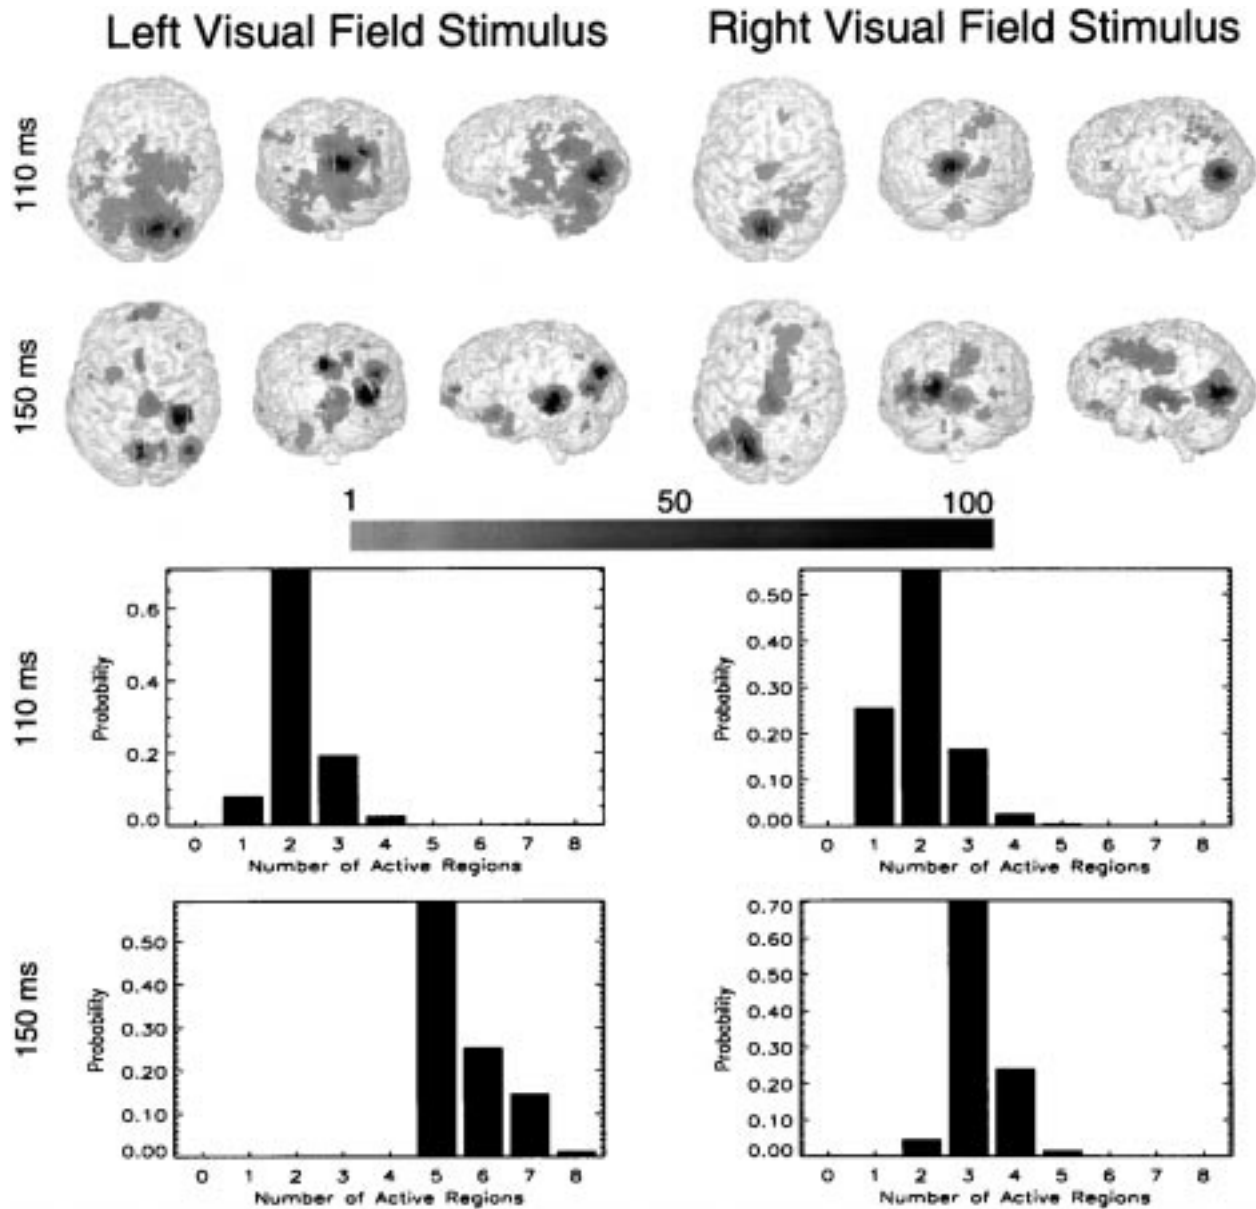 Left Visual Field Stimulus
Right Visual Field Stimulus
110 ms
150 ms
1 50 100
110 ms
Probability
0.6
0.4
0.2
0.0
0 1 2 3 4 5 6 7 8
Number of Active Regions
Probability
0.50
0.40
0.30
0.20
0.10
0.00
0 1 2 3 4 5 6 7 8
Number of Active Regions
150 ms
Probability
0.50
0.40
0.30
0.20
0.10
0.00
0 1 2 3 4 5 6 7 8
Number of Active Regions
Probability
0.70
0.60
0.50
0.40
0.30
0.20
0.10
0.00
0 1 2 3 4 5 6 7 8
Number of Active Regions